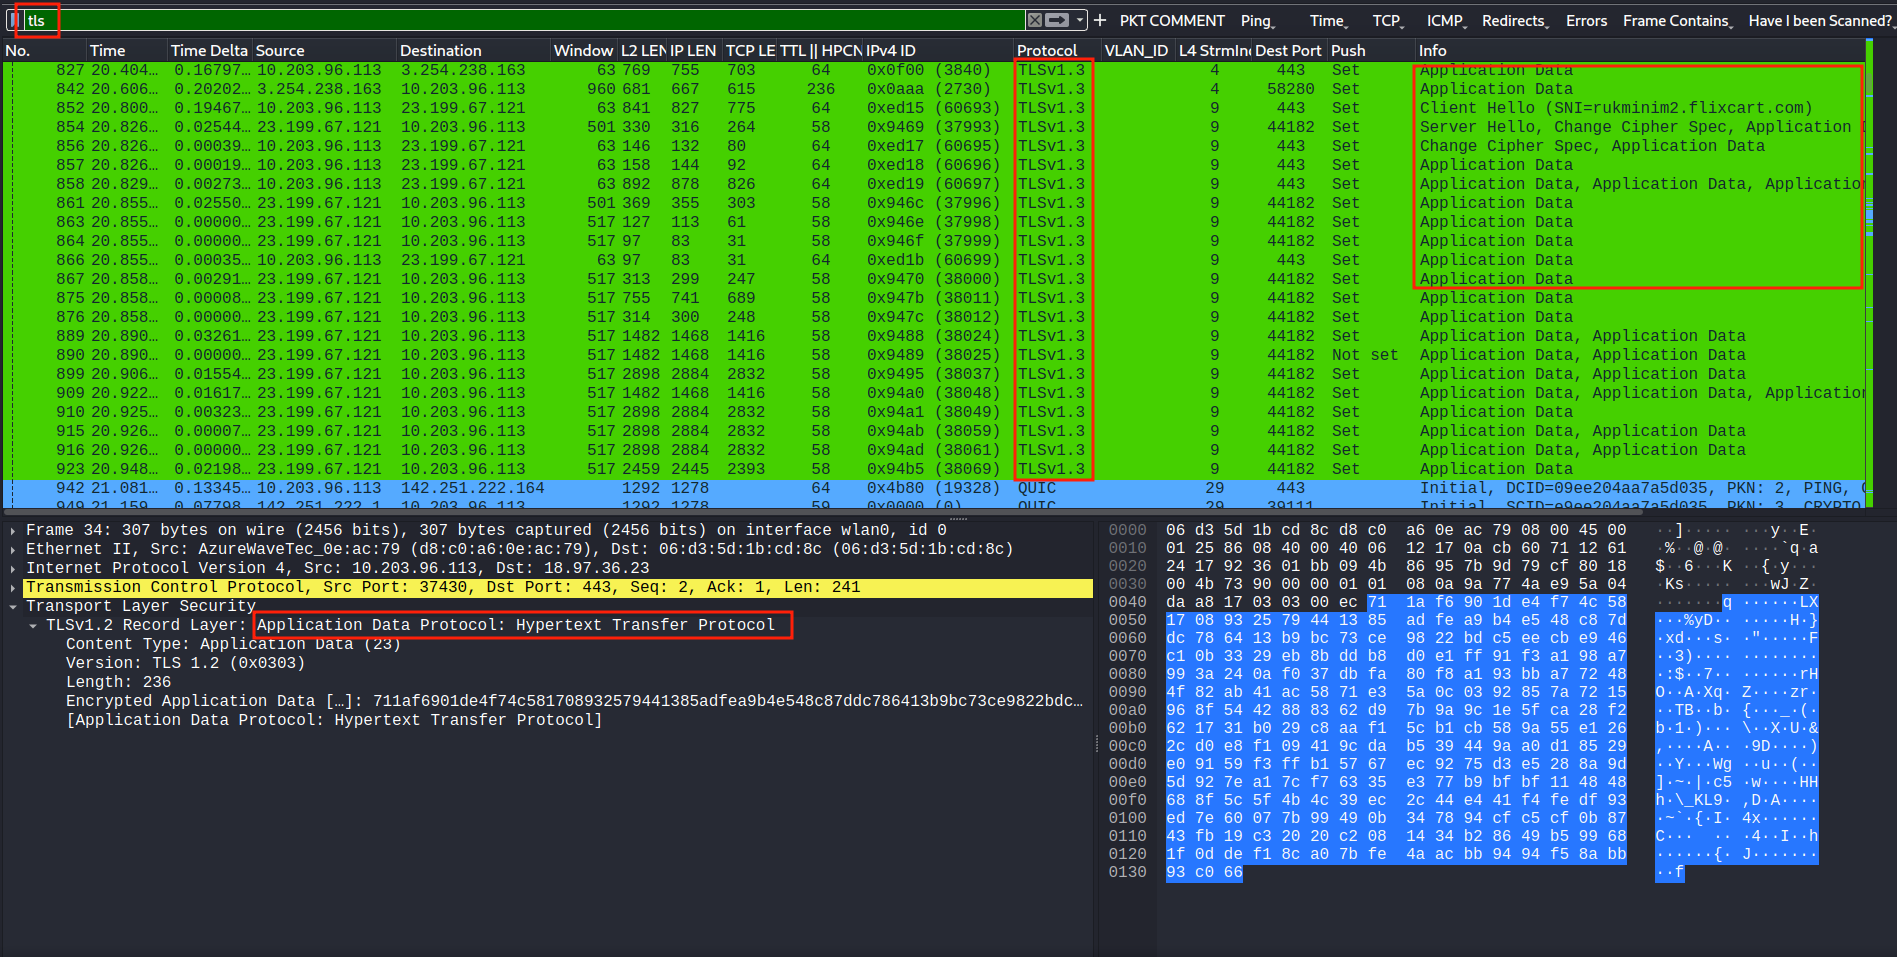 tls
PKT COMMENT Ping Time TCP ICMP Redirects Errors Frame Contains Have I been Scanned?
No. Time Time Delta Source Destination Window L2 LEN IP LEN TCP LE TTL || HPCN IPv4 ID Protocol VLAN_ID L4 StrmInd Dest Port Push Info
827 20.404… 0.16797… 10.203.96.113 3.254.238.163 63 769 755 703 64 0x0f00 (3840) TLSv1.3 4 443 Set Application Data
842 20.606… 0.20202… 3.254.238.163 10.203.96.113 960 681 667 615 236 0x0aaa (2730) TLSv1.3 4 58280 Set Application Data
852 20.800… 0.19467… 10.203.96.113 23.199.67.121 63 841 827 775 64 0xed15 (60693) TLSv1.3 9 443 Set Client Hello (SNI=rukminim2.flixcart.com)
854 20.826… 0.02544… 23.199.67.121 10.203.96.113 501 330 316 264 58 0x9469 (37993) TLSv1.3 9 44182 Set Server Hello, Change Cipher Spec, Application
856 20.826… 0.00039… 10.203.96.113 23.199.67.121 63 146 132 80 64 0xed17 (60695) TLSv1.3 9 443 Set Change Cipher Spec, Application Data
857 20.826… 0.00019… 10.203.96.113 23.199.67.121 63 158 144 92 64 0xed18 (60696) TLSv1.3 9 443 Set Application Data
858 20.829… 0.00273… 10.203.96.113 23.199.67.121 63 892 878 826 64 0xed19 (60697) TLSv1.3 9 443 Set Application Data, Application Data, Application
861 20.855… 0.02550… 23.199.67.121 10.203.96.113 501 369 355 303 58 0x946c (37996) TLSv1.3 9 44182 Set Application Data
863 20.855… 0.00000… 23.199.67.121 10.203.96.113 517 127 113 61 58 0x946e (37998) TLSv1.3 9 44182 Set Application Data
864 20.855… 0.00000… 23.199.67.121 10.203.96.113 517 97 83 31 58 0x946f (37999) TLSv1.3 9 44182 Set Application Data
866 20.855… 0.00035… 10.203.96.113 23.199.67.121 63 97 83 31 64 0xed1b (60699) TLSv1.3 9 443 Set Application Data
867 20.858… 0.00291… 23.199.67.121 10.203.96.113 517 313 299 247 58 0x9470 (38000) TLSv1.3 9 44182 Set Application Data
875 20.858… 0.00008… 23.199.67.121 10.203.96.113 517 755 741 689 58 0x947b (38011) TLSv1.3 9 44182 Set Application Data
876 20.858… 0.00000… 23.199.67.121 10.203.96.113 517 314 300 248 58 0x947c (38012) TLSv1.3 9 44182 Set Application Data
889 20.890… 0.03261… 23.199.67.121 10.203.96.113 517 1482 1468 1416 58 0x9488 (38024) TLSv1.3 9 44182 Set Application Data, Application Data
890 20.890… 0.00000… 23.199.67.121 10.203.96.113 517 1482 1468 1416 58 0x9489 (38025) TLSv1.3 9 44182 Not set Application Data, Application Data
899 20.906… 0.01554… 23.199.67.121 10.203.96.113 517 2898 2884 2832 58 0x9495 (38037) TLSv1.3 9 44182 Set Application Data, Application Data
909 20.922… 0.01617… 23.199.67.121 10.203.96.113 517 1482 1468 1416 58 0x94a0 (38048) TLSv1.3 9 44182 Set Application Data, Application Data, Application
910 20.925… 0.00323… 23.199.67.121 10.203.96.113 517 2898 2884 2832 58 0x94a1 (38049) TLSv1.3 9 44182 Set Application Data
915 20.926… 0.00007… 23.199.67.121 10.203.96.113 517 2898 2884 2832 58 0x94ab (38059) TLSv1.3 9 44182 Set Application Data, Application Data
916 20.926… 0.00000… 23.199.67.121 10.203.96.113 517 2898 2884 2832 58 0x94ad (38061) TLSv1.3 9 44182 Set Application Data, Application Data
923 20.948… 0.02198… 23.199.67.121 10.203.96.113 517 2459 2445 2393 58 0x94b5 (38069) TLSv1.3 9 44182 Set Application Data
942 21.081… 0.13345… 10.203.96.113 142.251.222.164 1292 1278 64 0x4b80 (19328) QUIC 29 443 Initial, DCID=09ee204aa7a5d035, PKN: 2, PING,
949 21.159 0.07798 142.251.222.1 10.203.96.113 1292 1278 59 0x0000 (0) QUIC 29 39111 Initial, SCID=e9ee204aa7a5d035, PKN: 3, CRYPTO
Frame 34: 307 bytes on wire (2456 bits), 307 bytes captured (2456 bits) on interface wlan0, id 0
Ethernet II, Src: AzureWaveTec_0e:ac:79 (d8:c0:a6:0e:ac:79), Dst: 06:d3:5d:1b:cd:8c (06:d3:5d:1b:cd:8c)
Internet Protocol Version 4, Src: 10.203.96.113, Dst: 18.97.36.23
Transmission Control Protocol, Src Port: 37430, Dst Port: 443, Seq: 2, Ack: 1, Len: 241
Transport Layer Security
TLSv1.2 Record Layer: Application Data Protocol: Hypertext Transfer Protocol
Content Type: Application Data (23)
Version: TLS 1.2 (0x0303)
Length: 236
Encrypted Application Data […]: 711af6901de4f74c581708932579441385adfea9b4e548c87ddc786413b9bc73ce9822bdc…
[Application Data Protocol: Hypertext Transfer Protocol]
0000 06 d3 5d 1b cd 8c d8 c0 a6 0e ac 79 08 00 45 00 ··]····· ···y··E·
0010 01 25 86 08 40 00 40 06 12 17 0a cb 60 71 12 61 ·%··@·@· ····`q·a
0020 24 17 92 36 01 bb 09 4b 86 95 7b 9d 79 cf 80 18 $··6···K ··{·y···
0030 00 4b 73 90 00 00 01 01 08 0a 9a 77 4a e9 5a 04 ·Ks····· ···wJ·Z·
0040 da a8 17 03 03 00 ec 71 1a f6 90 1d e4 f7 4c 58 ·······q ······LX
0050 17 08 93 25 79 44 13 85 ad fe a9 b4 e5 48 c8 7d ···%yD·· ·····H·}
0060 dc 78 64 13 b9 bc 73 ce 98 22 bd c5 ee cb e9 46 ·xd···s· ·"·····F
0070 c1 0b 33 29 eb 8b dd b8 d0 e1 ff 91 f3 a1 98 a7 ··3)···· ········
0080 99 3a 24 0a f0 37 db fa 80 f8 a1 93 bb a7 72 48 ·:$··7·· ······rH
0090 4f 82 ab 41 ac 58 71 e3 5a 0c 03 92 85 7a 72 15 O··A·Xq· Z····zr·
00a0 96 8f 54 42 88 83 62 d9 7b 9a 9c 1e 5f ca 28 f2 ··TB··b· {···_·(·
00b0 62 17 31 b0 29 c8 aa f1 5c b1 cb 58 9a 55 e1 26 b·1·)··· \··X·U·&
00c0 2c d0 e8 f1 09 41 9c da b5 39 44 9a a0 d1 85 29 ,····A·· ·9D····)
00d0 e0 91 59 f3 ff b1 57 67 ec 92 75 d3 e5 28 8a 9d ··Y···Wg ··u··(··
00e0 5d 92 7e a1 7c f7 63 35 e3 77 b9 bf bf 11 48 48 ]·~·|·c5 ·w····HH
00f0 68 8f 5c 5f 4b 4c 39 ec 2c 44 e4 41 f4 fe df 93 h·\_KL9· ,D·A····
0100 ed 7e 60 07 7b 99 49 0b 34 78 94 cf c5 cf 0b 87 ·~`·{·I· 4x······
0110 43 fb 19 c3 20 20 c2 08 14 34 b2 86 49 b5 99 68 C···  ·· ·4··I··h
0120 1f 0d de f1 8c a0 7b fe 4a ac bb 94 94 f5 8a bb ······{· J·······
0130 93 c0 66 ··f